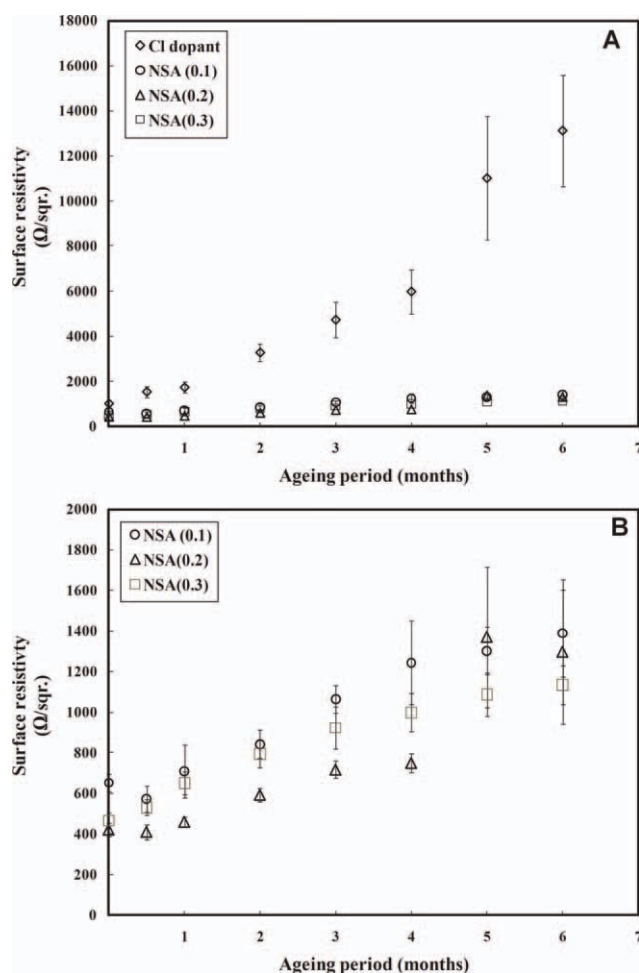 18000
16000
14000
12000
10000
8000
6000
4000
2000
0
Surface resistivty
(Ω/sqr.)
Cl dopant
NSA (0.1)
NSA(0.2)
NSA(0.3)
A
1 2 3 4 5 6 7
Ageing period (months)
2000
1800
1600
1400
1200
1000
800
600
400
200
0
Surface resistivty
(Ω/sqr.)
NSA (0.1)
NSA(0.2)
NSA(0.3)
B
1 2 3 4 5 6 7
Ageing period (months)